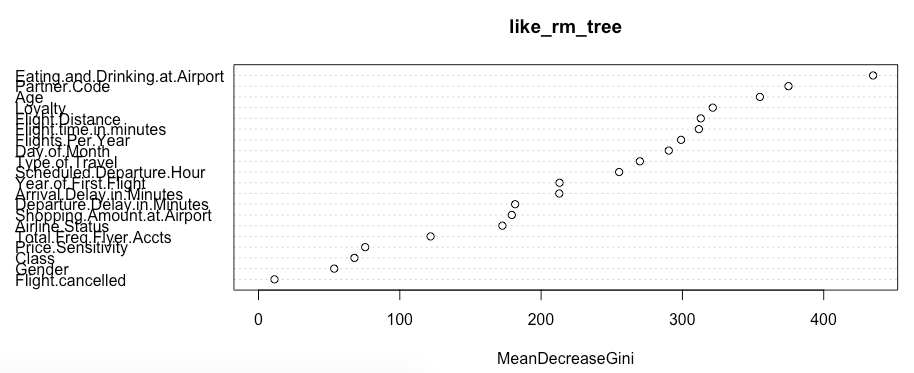 like_rm_tree
Eating.and.Drinking.at.Airport
Partner.Code
Age
Loyalty
Flight.Distance
Flight.time.in.minutes
Flights.Per.Year
Day.of.Month
Type.of.Travel
Scheduled.Departure.Hour
Year.of.First.Flight
Arrival.Delay.in.Minutes
Departure.Delay.in.Minutes
Shopping.Amount.at.Airport
Airline.Status
Total.Freq.Flyer.Accts
Price.Sensitivity
Class
Gender
Flight.cancelled
0 100 200 300 400
MeanDecreaseGini